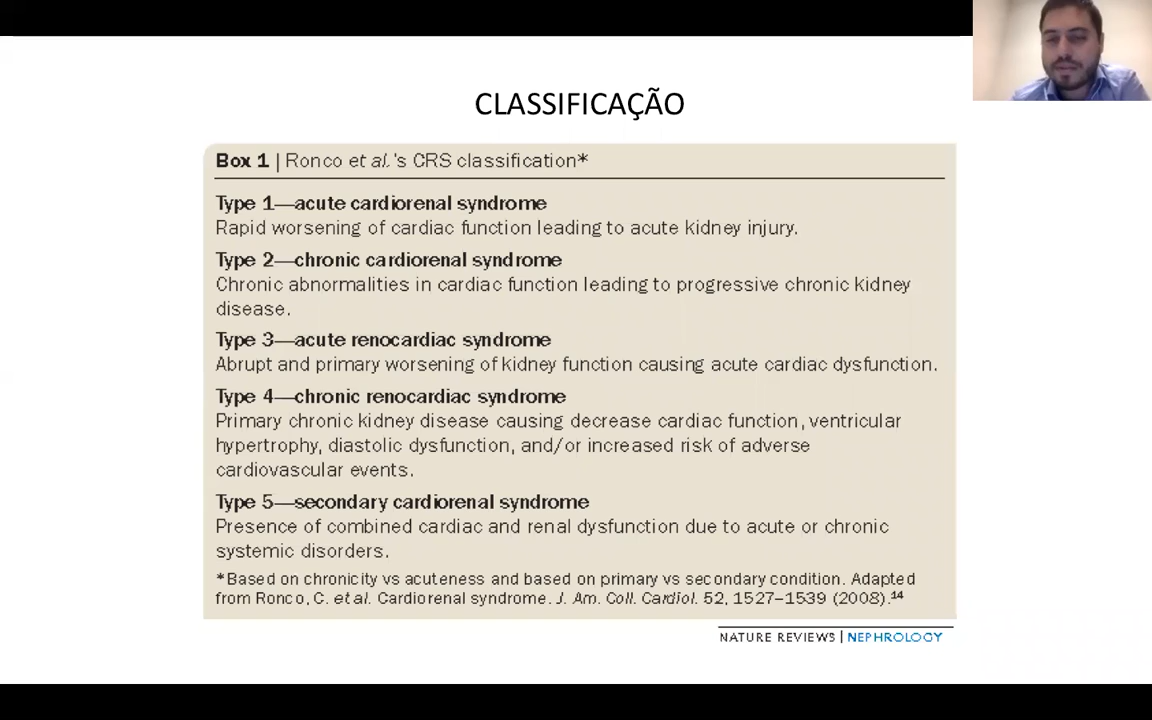 CLASSIFICAÇÃO
Box 1 | Ronco et al.'s CRS classification*
Type 1—acute cardiorenal syndrome
Rapid worsening of cardiac function leading to acute kidney injury.
Type 2—chronic cardiorenal syndrome
Chronic abnormalities in cardiac function leading to progressive chronic kidney
disease.
Type 3—acute renocardiac syndrome
Abrupt and primary worsening of kidney function causing acute cardiac dysfunction.
Type 4—chronic renocardiac syndrome
Primary chronic kidney disease causing decrease cardiac function, ventricular
hypertrophy, diastolic dysfunction, and/or increased risk of adverse
cardiovascular events.
Type 5—secondary cardiorenal syndrome
Presence of combined cardiac and renal dysfunction due to acute or chronic
systemic disorders.
*Based on chronicity vs acuteness and based on primary vs secondary condition. Adapted
from Ronco, C. et al. Cardiorenal syndrome. J. Am. Coll. Cardiol. 52, 1527–1539 (2008).¹⁴
NATURE REVIEWS | NEPHROLOGY